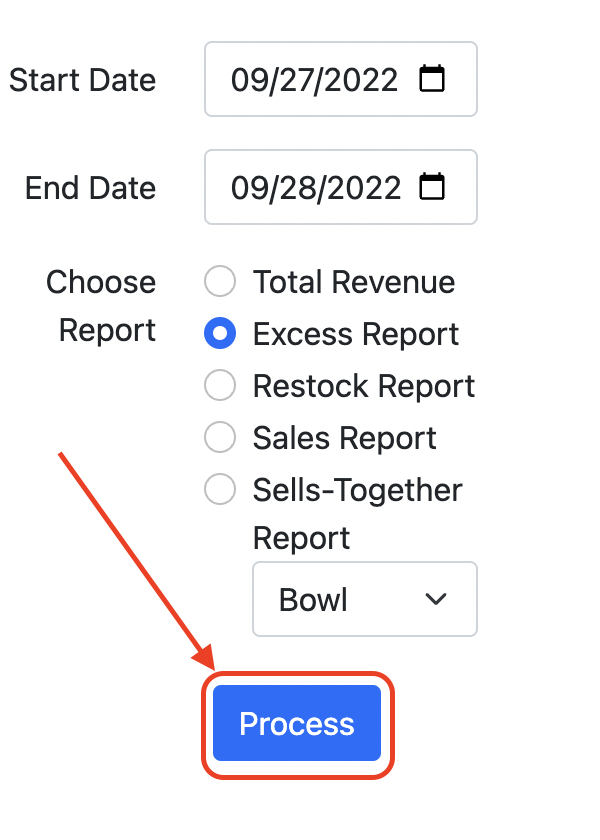 Start Date 09/27/2022
End Date 09/28/2022
Choose Report
Total Revenue
Excess Report
Restock Report
Sales Report
Sells-Together
Report
Bowl
Process